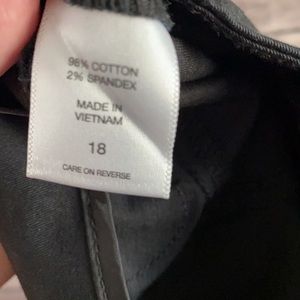 98% COTTON
2% SPANDEX
MADE IN
VIETNAM
18
CARE ON REVERSE